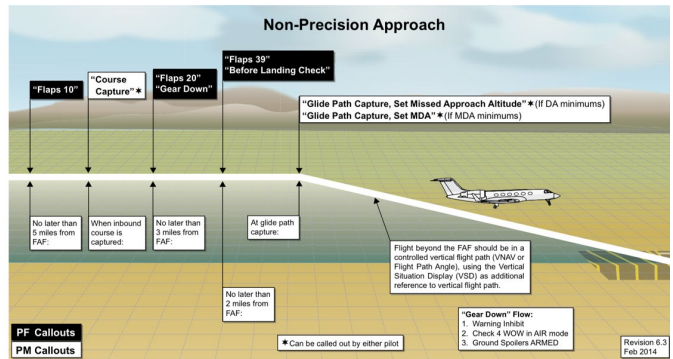 Non-Precision Approach
“Flaps 10”
“Course
Capture”✶
“Flaps 20”
“Gear Down”
“Flaps 39”
“Before Landing Check”
“Glide Path Capture, Set Missed Approach Altitude”✶(If DA minimums)
“Glide Path Capture, Set MDA”✶(If MDA minimums)
No later than
5 miles from
FAF:
When inbound
course is
captured:
No later than
3 miles from
FAF:
No later than
2 miles from
FAF:
At glide path
capture:
Flight beyond the FAF should be in a
controlled vertical flight path (VNAV or
Flight Path Angle), using the Vertical
Situation Display (VSD) as additional
reference to vertical flight path.
“Gear Down” Flow:
1. Warning Inhibit
2. Check 4 WOW in AIR mode
3. Ground Spoilers ARMED
PF Callouts
PM Callouts
✶Can be called out by either pilot
Revision 6.3
Feb 2014